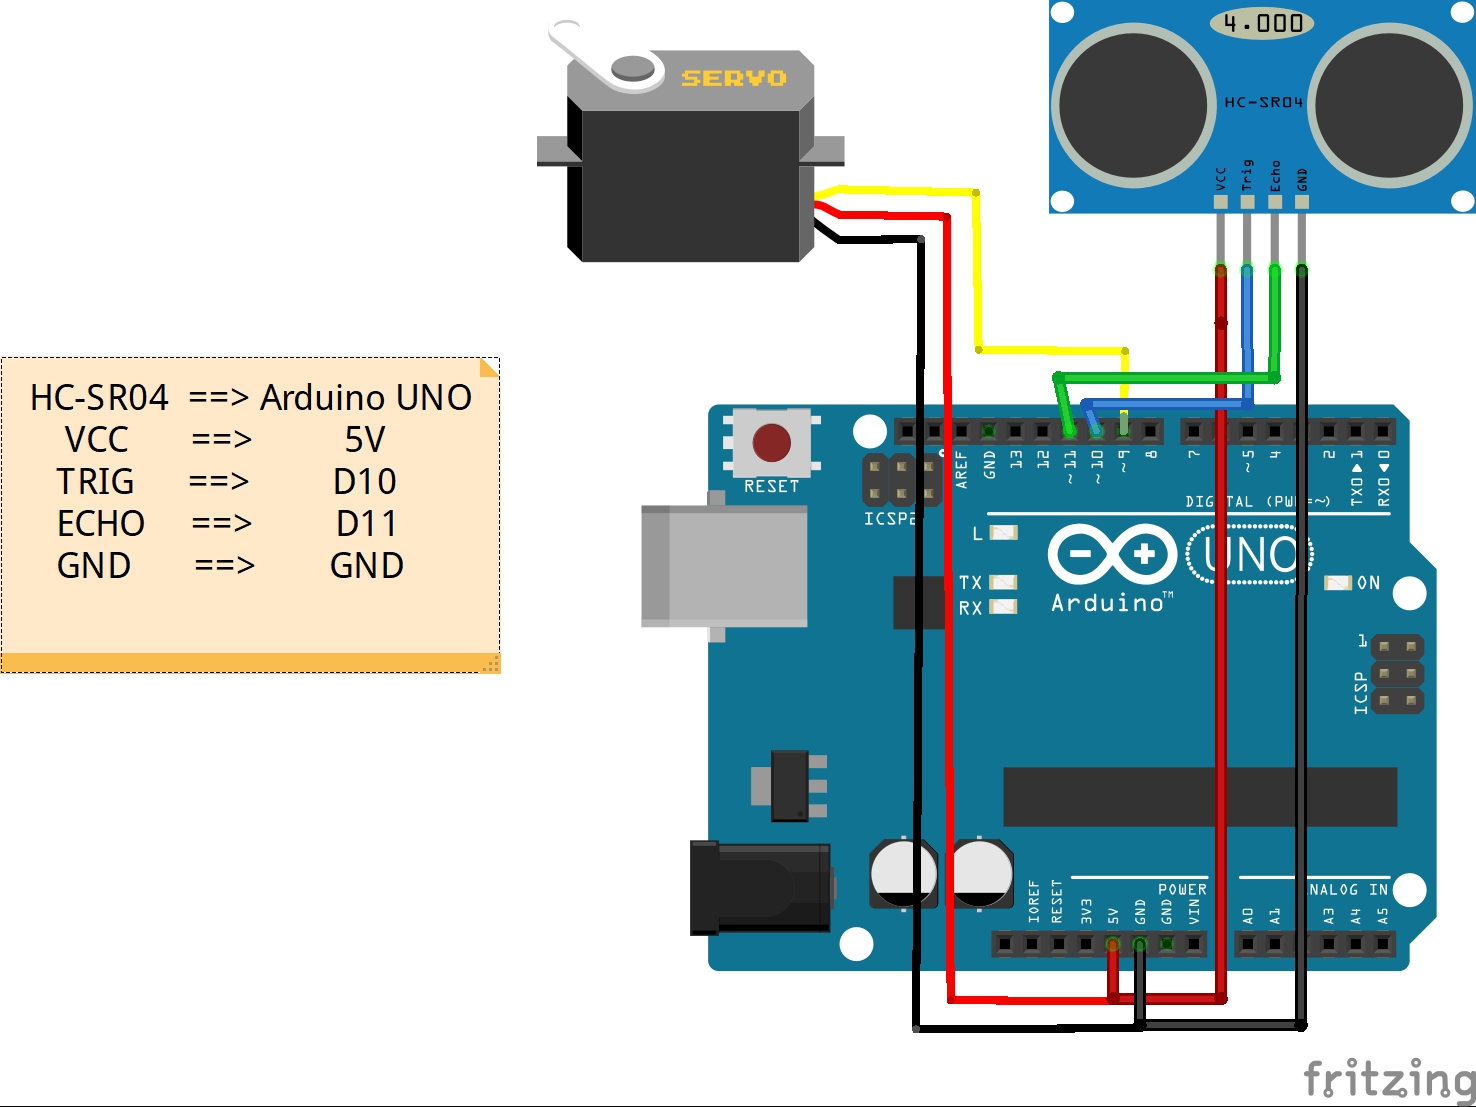 4.000
SERVO
HC-SR04
VCC
Trig
Echo
GND
HC-SR04 ==> Arduino UNO
VCC ==> 5V
TRIG ==> D10
ECHO ==> D11
GND ==> GND
RESET
ICSP2
AREF
GND
13
12
~11
~10
~9
8
7
~5
4
2
TX0▶1
RX0◀0
DIGITAL (PWM=~)
L
TX
RX
UNO
Arduino™
ON
1
ICSP
POWER
ANALOG IN
IOREF
RESET
3V3
5V
GND
GND
VIN
A0
A1
A3
A4
A5
fritzing